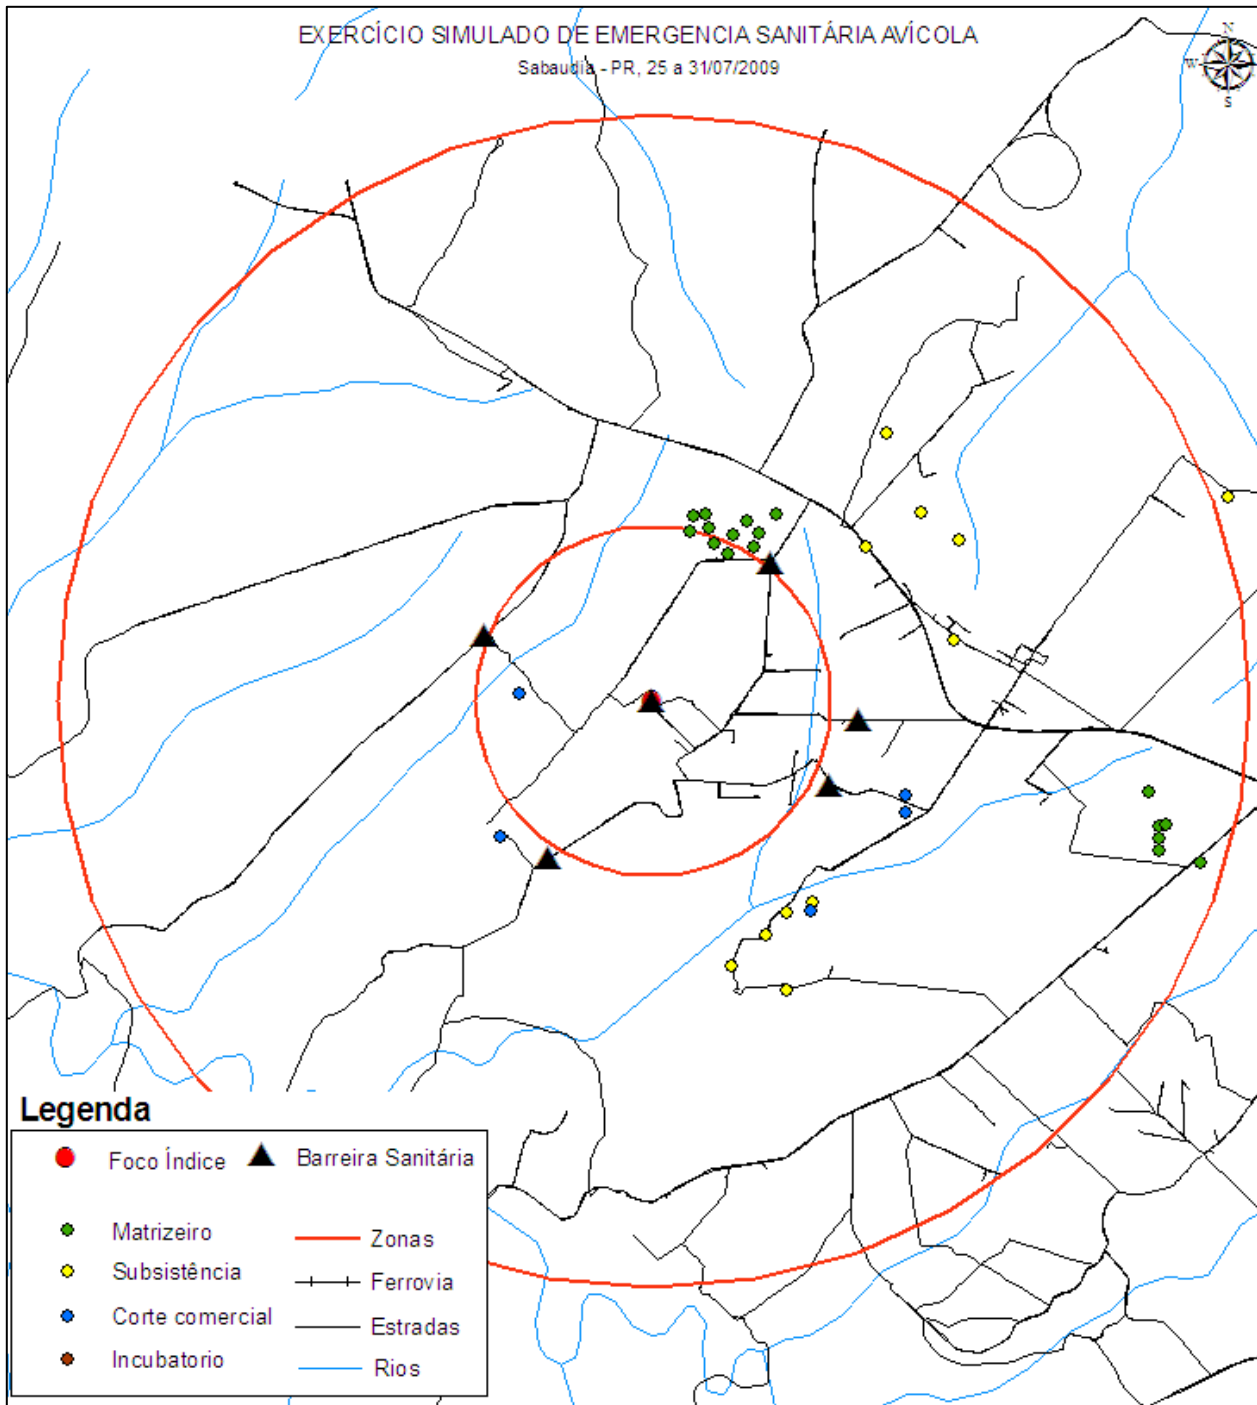 EXERCÍCIO SIMULADO DE EMERGENCIA SANITÁRIA AVÍCOLA
Sabaudia - PR, 25 a 31/07/2009
N
W
S
Legenda
Foco Índice
Barreira Sanitária
Matrizeiro
Zonas
Subsistência
Ferrovia
Corte comercial
Estradas
Incubatorio
Rios